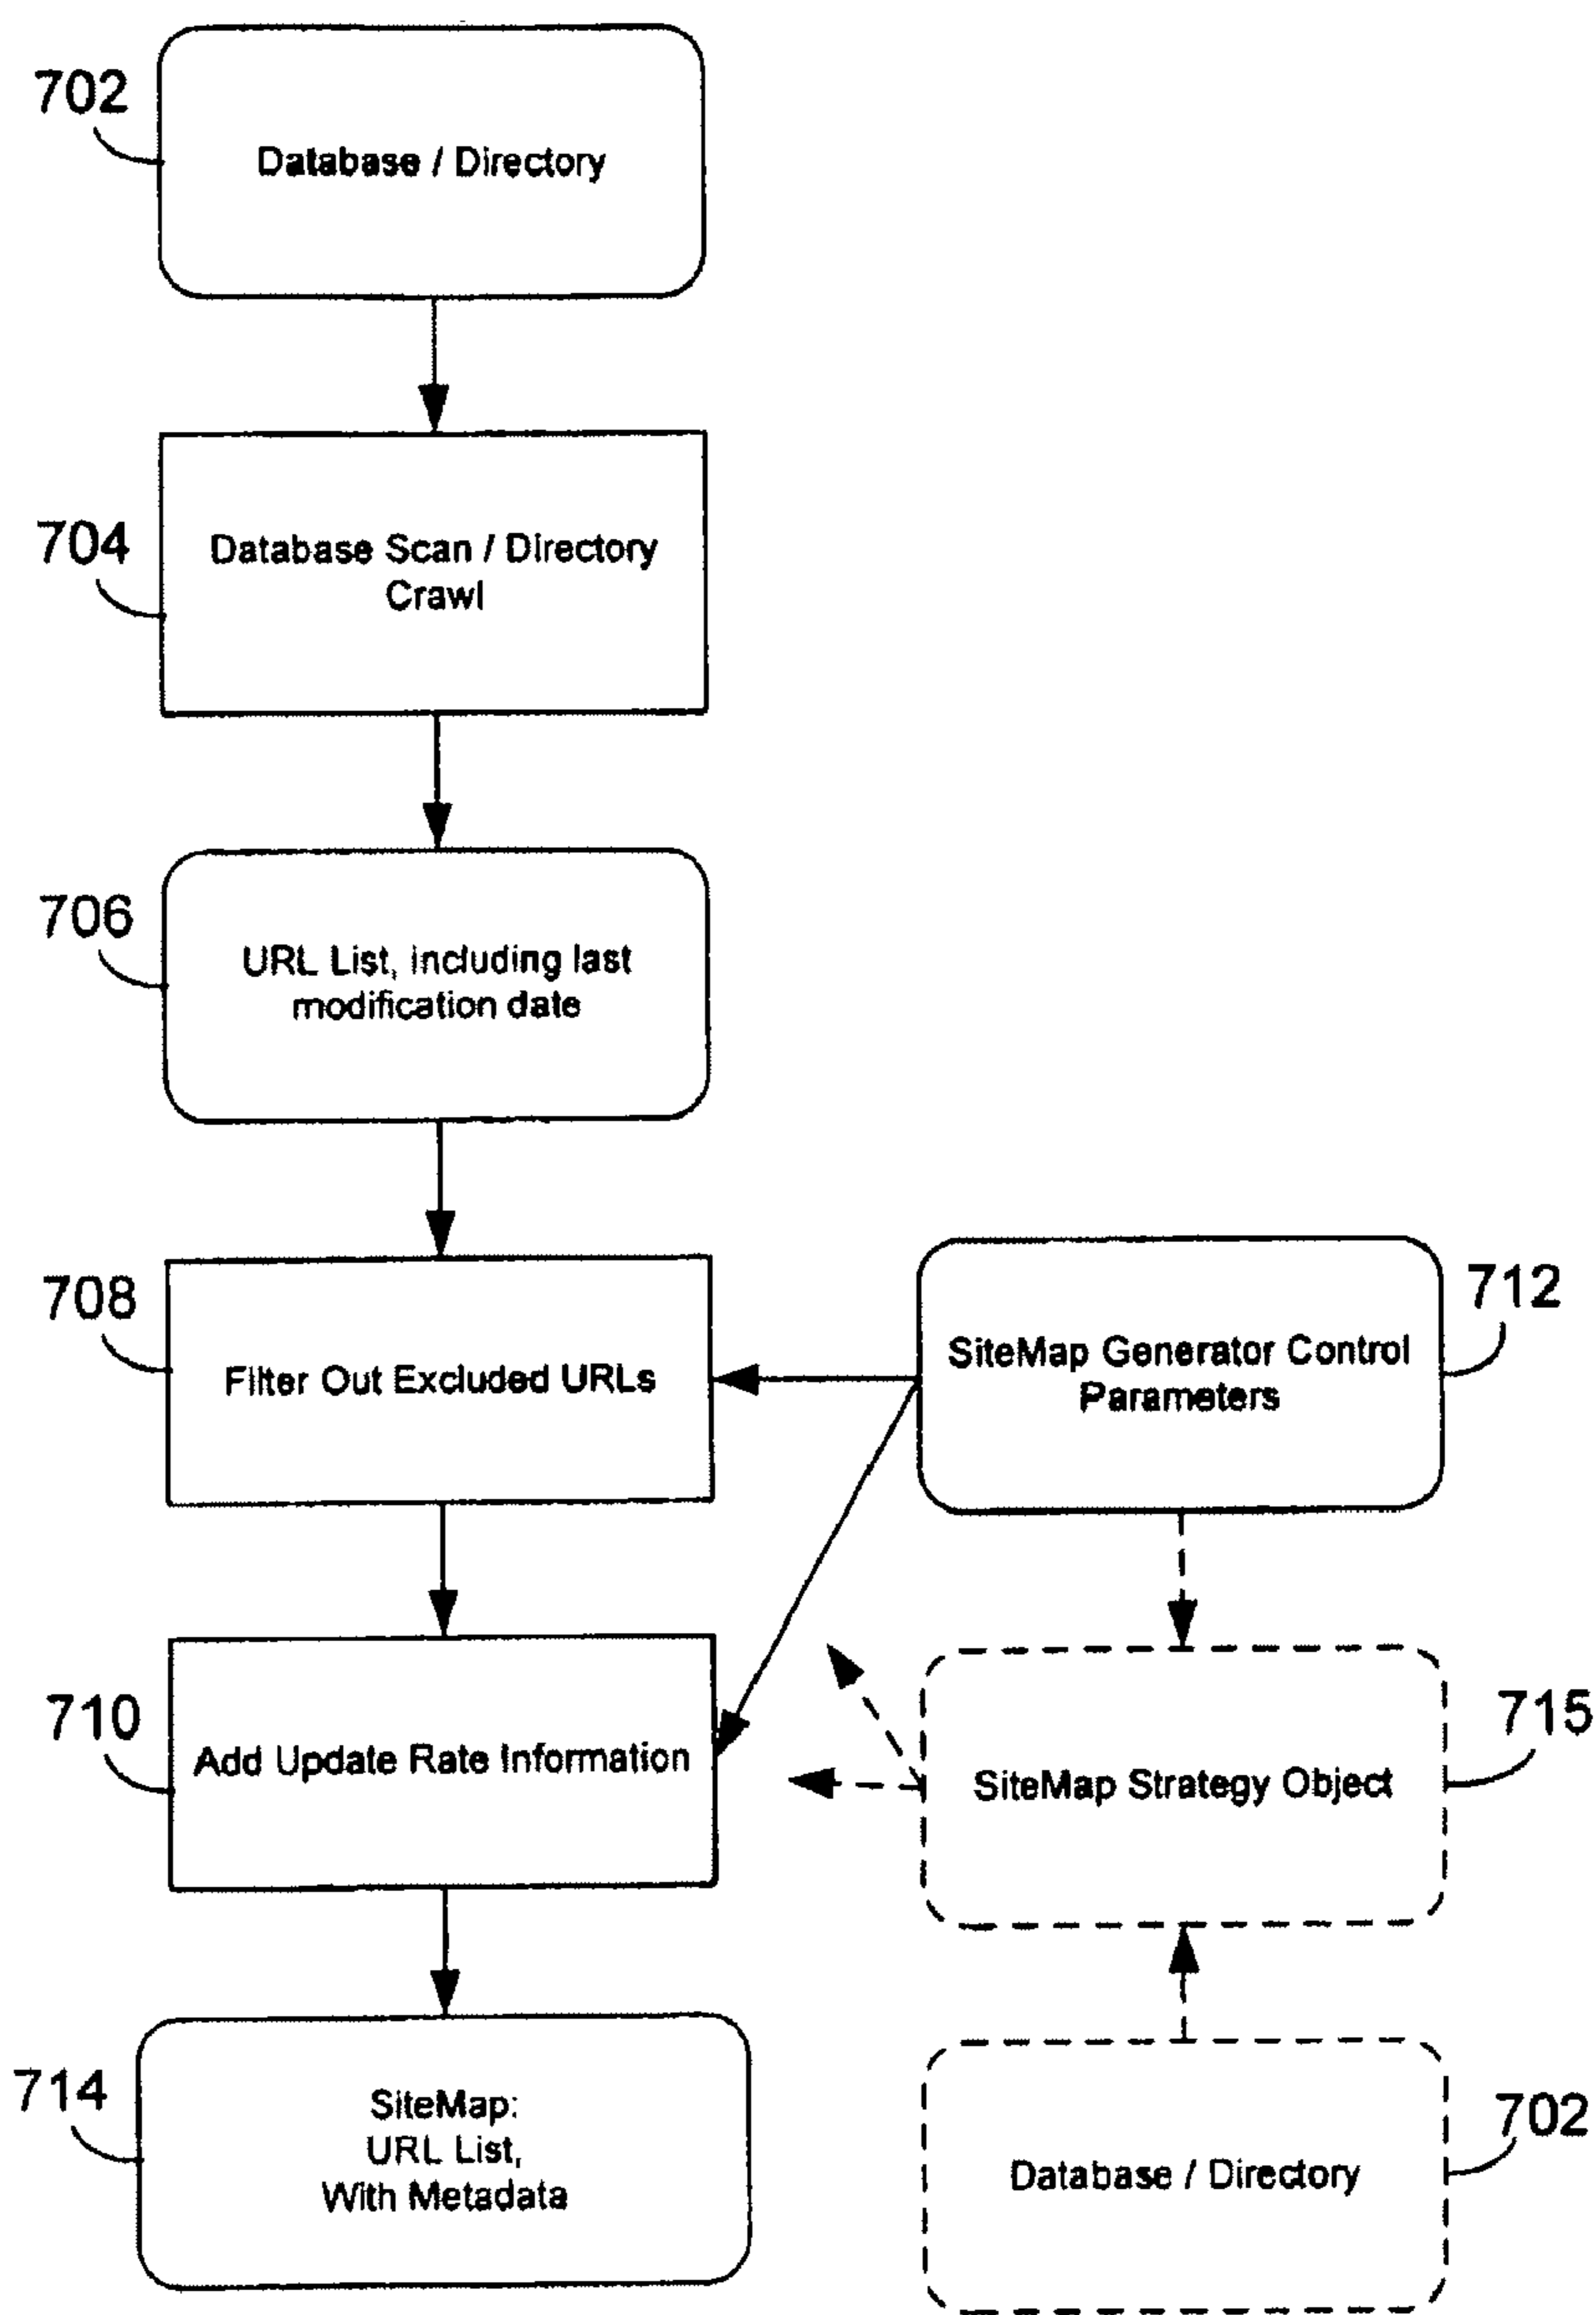 702
Database / Directory
704
Database Scan / Directory
Crawl
706
URL List, including last
modification date
708
Filter Out Excluded URLs
712
SiteMap Generator Control
Parameters
710
Add Update Rate Information
715
SiteMap Strategy Object
714
SiteMap:
URL List,
With Metadata
702
Database / Directory